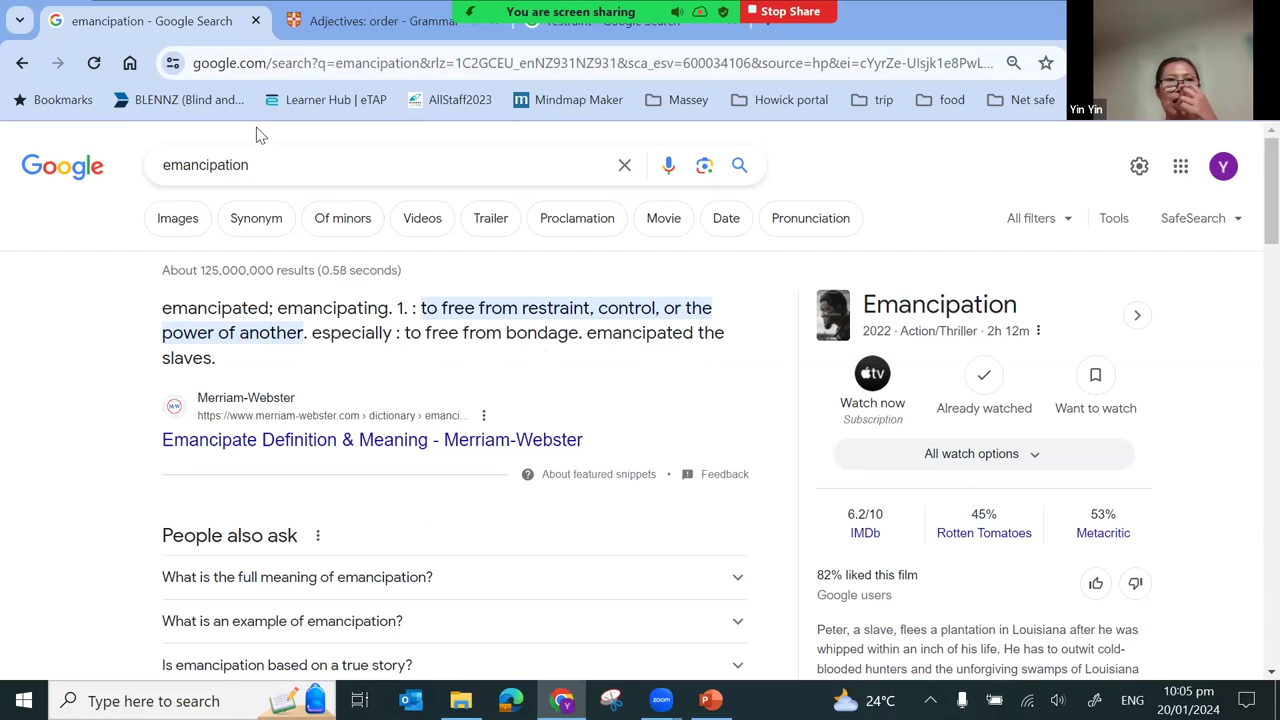 You are screen sharing
Stop Share
emancipation - Google Search
Adjectives: order - Gramma
google.com/search?q=emancipation&rlz=1C2GCEU_enNZ931NZ931&sca_esv=600034106&source=hp&ei=cYyrZe-UIsjk1e8PwL...
Bookmarks
BLENNZ (Blind and...
Learner Hub | eTAP
AllStaff2023
Mindmap Maker
Massey
Howick portal
trip
food
Net safe
Yin Yin
Google
emancipation
Y
Images
Synonym
Of minors
Videos
Trailer
Proclamation
Movie
Date
Pronunciation
All filters
Tools
SafeSearch
About 125,000,000 results (0.58 seconds)
emancipated; emancipating. 1. : to free from restraint, control, or the
power of another. especially : to free from bondage. emancipated the
slaves.
Merriam-Webster
https://www.merriam-webster.com › dictionary › emanci...
Emancipate Definition & Meaning - Merriam-Webster
About featured snippets • Feedback
People also ask
What is the full meaning of emancipation?
What is an example of emancipation?
Is emancipation based on a true story?
Emancipation
2022 ‧ Action/Thriller ‧ 2h 12m
tv
Watch now
Subscription
Already watched
Want to watch
All watch options
6.2/10
IMDb
45%
Rotten Tomatoes
53%
Metacritic
82% liked this film
Google users
Peter, a slave, flees a plantation in Louisiana after he was
whipped within an inch of his life. He has to outwit cold-
blooded hunters and the unforgiving swamps of Louisiana
Type here to search
zoom
24°C
ENG
10:05 pm
20/01/2024